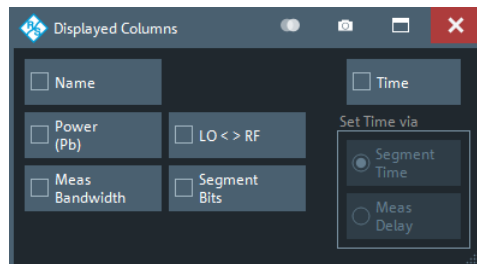 R&S Displayed Columns
Name
Time
Power
(Pb)
LO < > RF
Set Time via
Meas
Bandwidth
Segment
Bits
Segment
Time
Meas
Delay